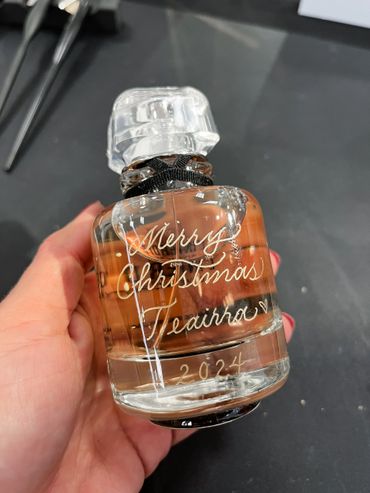 Merry
Christmas
Teairra ♡
2024